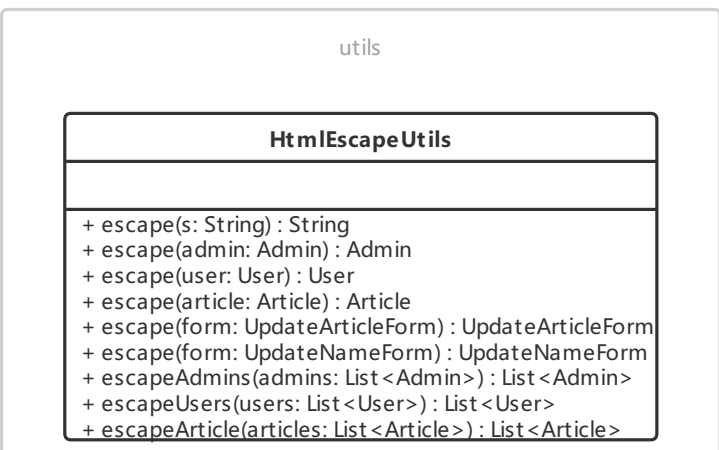 utils
HtmlEscapeUtils
+ escape(s: String) : String
+ escape(admin: Admin) : Admin
+ escape(user: User) : User
+ escape(article: Article) : Article
+ escape(form: UpdateArticleForm) : UpdateArticleForm
+ escape(form: UpdateNameForm) : UpdateNameForm
+ escapeAdmins(admins: List<Admin>) : List<Admin>
+ escapeUsers(users: List<User>) : List<User>
+ escapeArticle(articles: List<Article>) : List<Article>